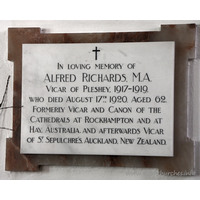 In loving memory of
Alfred Richards, M.A.
Vicar of Pleshey, 1917-1919,
who died August 17th 1920, Aged 62.
Formerly Vicar and Canon of the
Cathedrals at Rockhampton and at
Hay, Australia, and afterwards Vicar
of St Sepulchre's, Auckland, New Zealand.